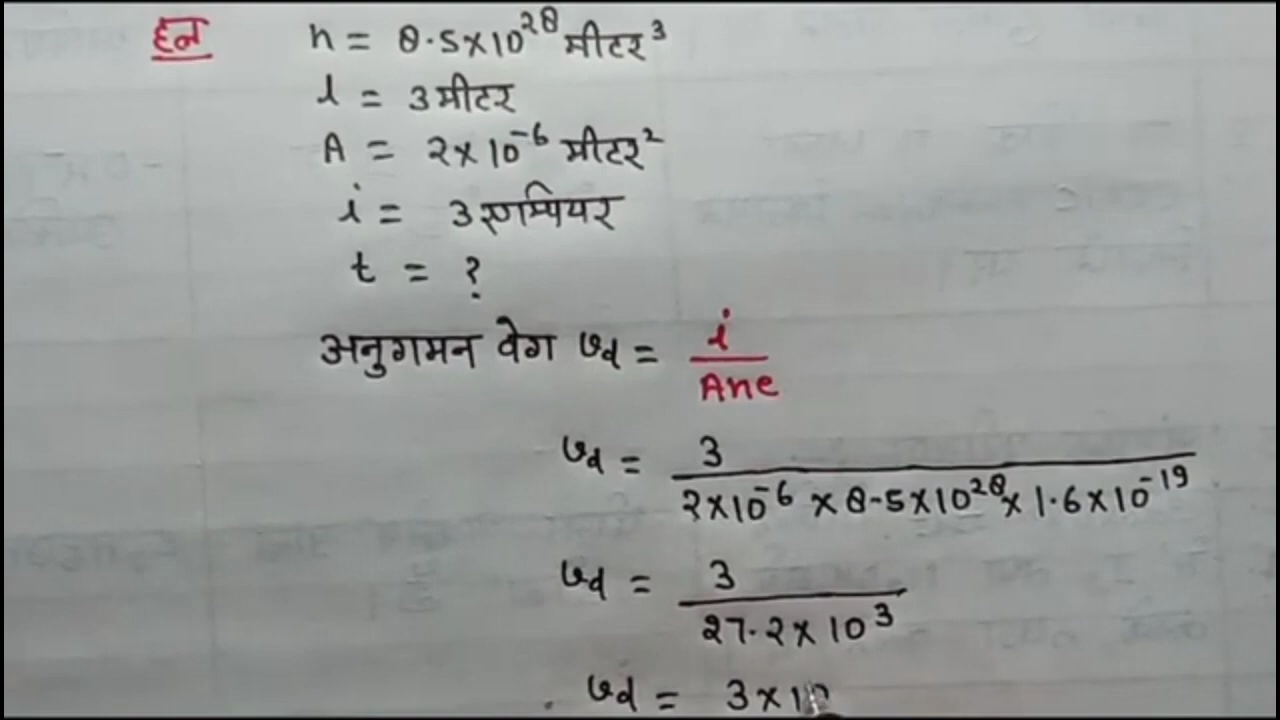 हल n = 8.5×10²⁸ मीटर³
l = 3 मीटर
A = 2×10⁻⁶ मीटर²
i = 3 एम्पियर
t = ?
अनुगमन वेग vd = i/Ane
vd = 3/(2×10⁻⁶ × 8.5×10²⁸ × 1.6×10⁻¹⁹)
vd = 3/(27.2×10³)
vd = 3×10